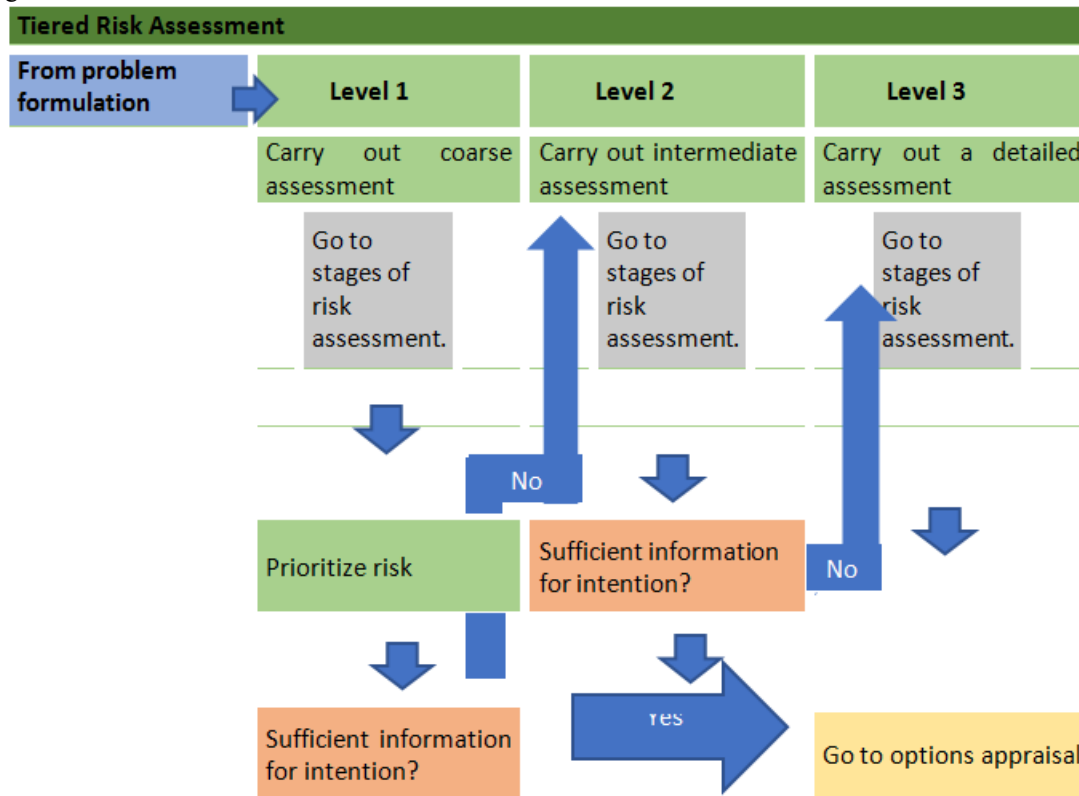 Tiered Risk Assessment
From problem
formulation
Level 1
Level 2
Level 3
Carry out coarse
assessment
Carry out intermediate
assessment
Carry out a detailed
assessment
Go to
stages of
risk
assessment.
Go to
stages of
risk
assessment.
Go to
stages of
risk
assessment.
No
Prioritize risk
Sufficient information
for intention?
No
Sufficient information
for intention?
Yes
Go to options appraisal